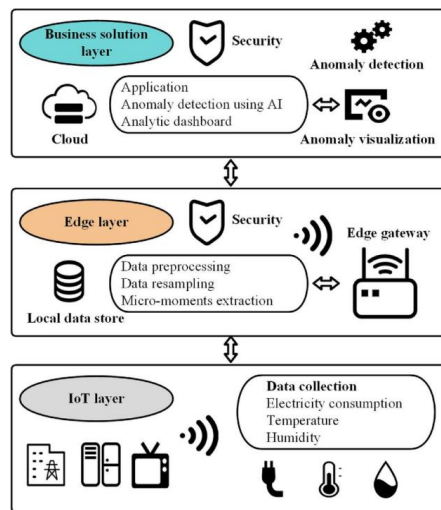 Business solution
layer
Security
Anomaly detection
Application
Anomaly detection using AI
Analytic dashboard
Cloud
Anomaly visualization
Edge layer
Security
Edge gateway
Data preprocessing
Data resampling
Micro-moments extraction
Local data store
IoT layer
Data collection
Electricity consumption
Temperature
Humidity